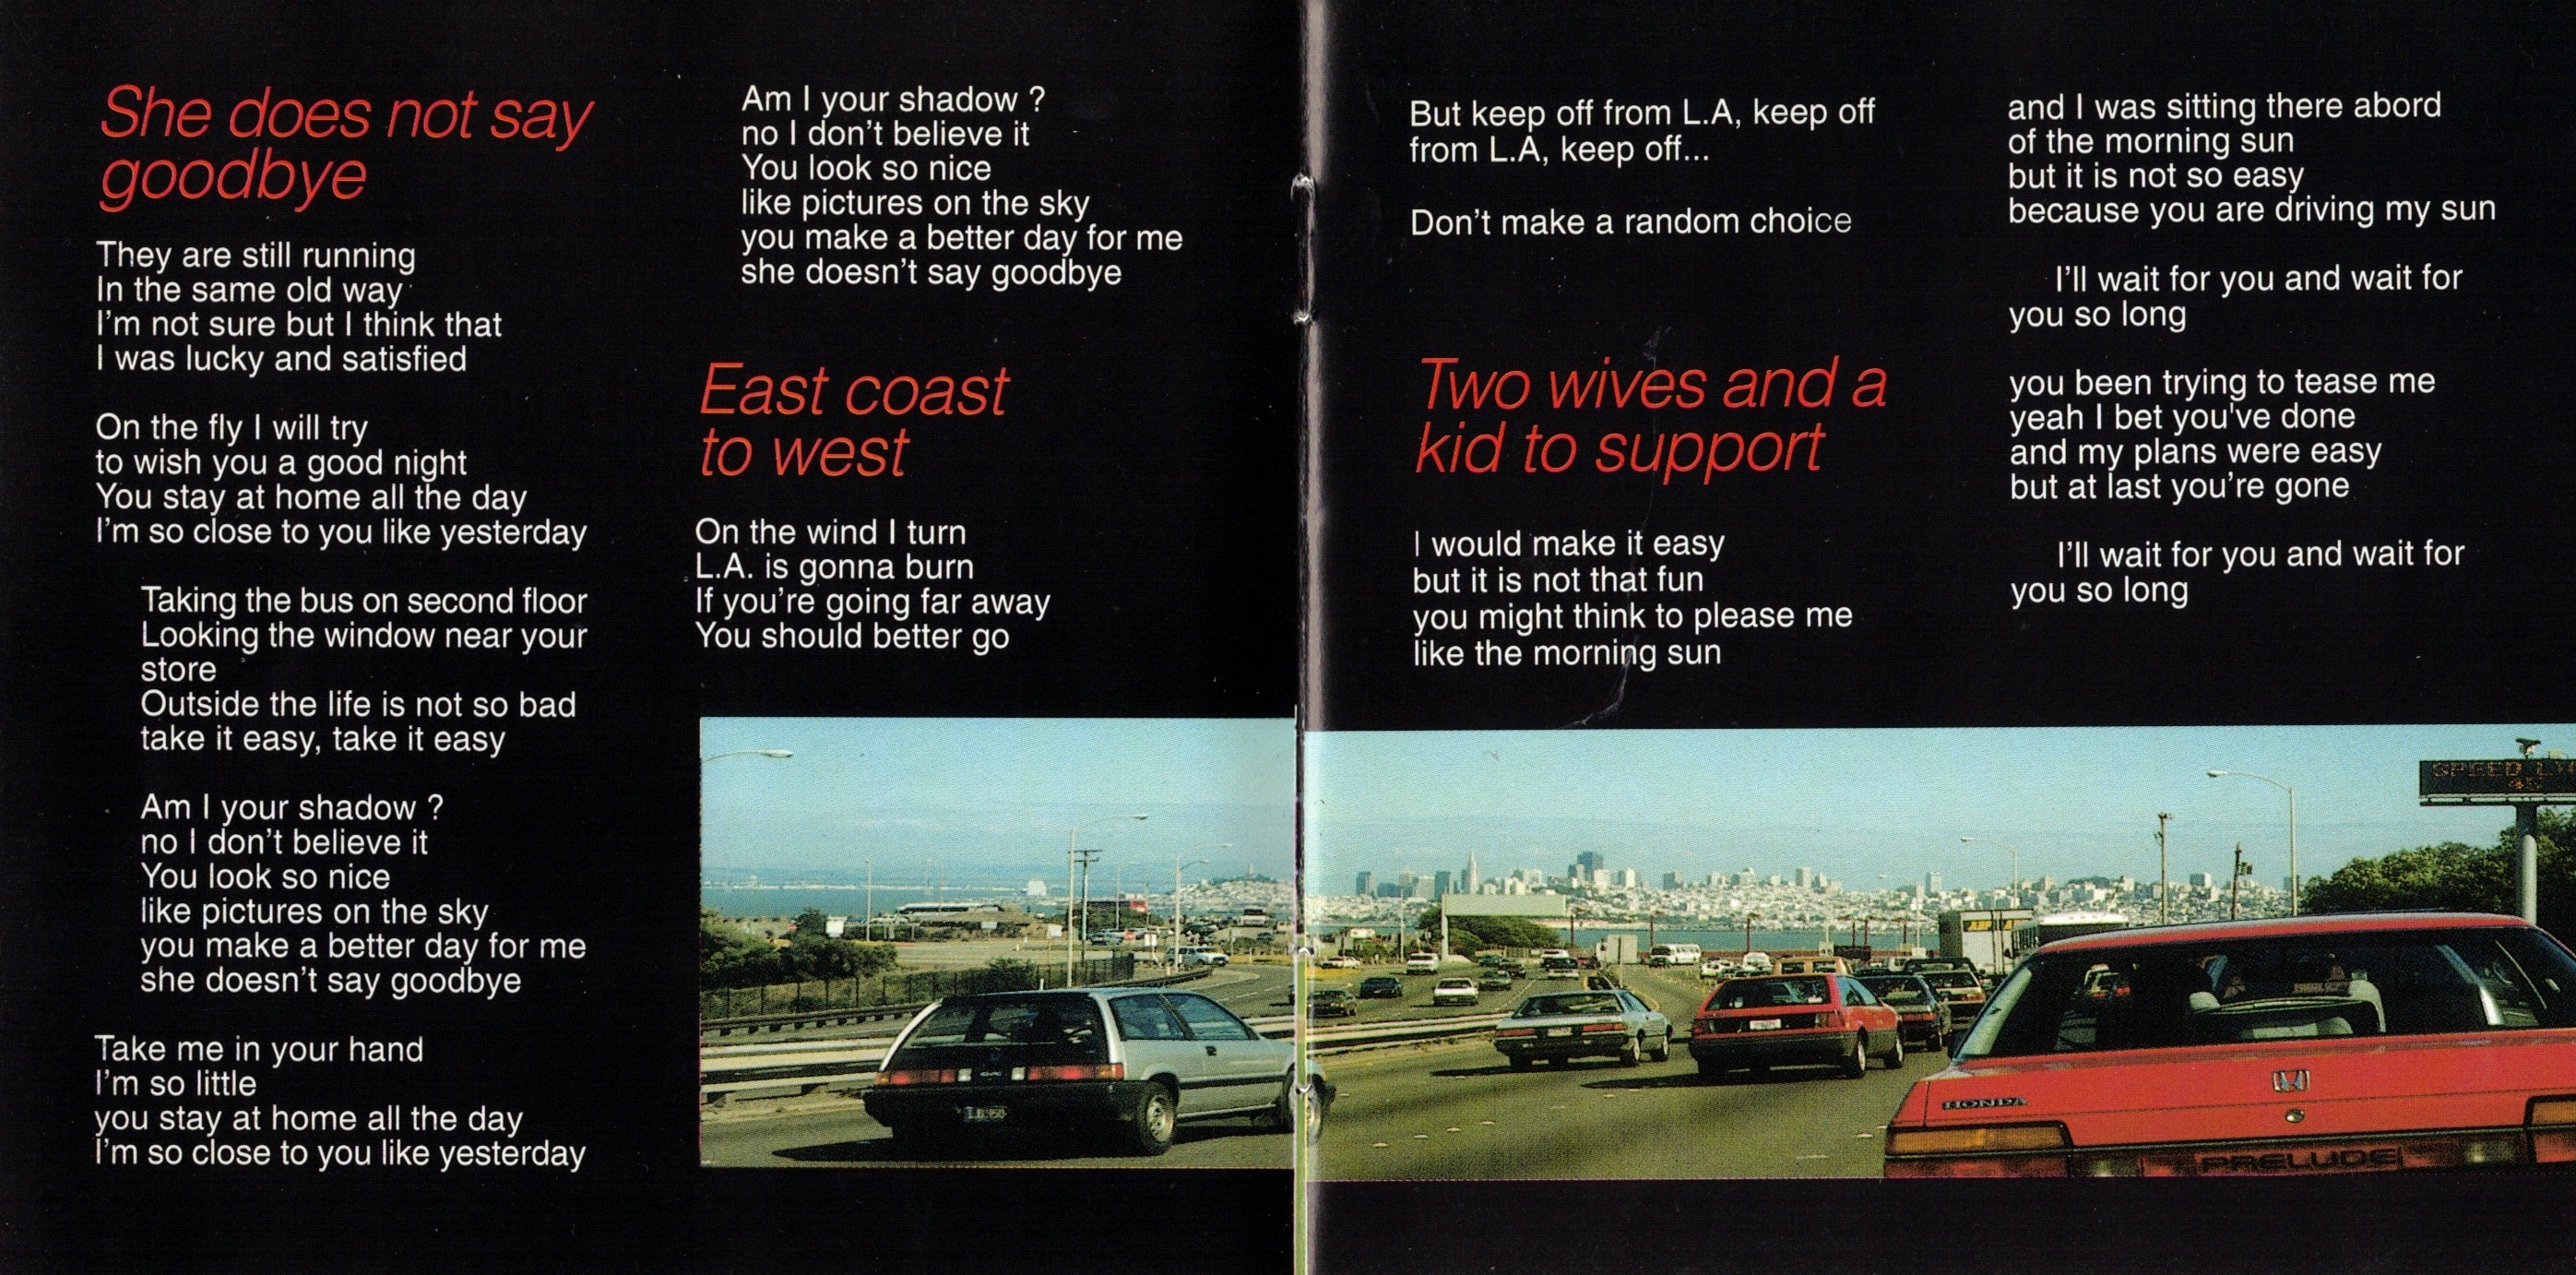 She does not say
goodbye
They are still running
In the same old way
I'm not sure but I think that
I was lucky and satisfied
On the fly I will try
to wish you a good night
You stay at home all the day
I'm so close to you like yesterday
Taking the bus on second floor
Looking the window near your
store
Outside the life is not so bad
take it easy, take it easy
Am I your shadow ?
no I don't believe it
You look so nice
like pictures on the sky
you make a better day for me
she doesn't say goodbye
Take me in your hand
I'm so little
you stay at home all the day
I'm so close to you like yesterday
Am I your shadow ?
no I don't believe it
You look so nice
like pictures on the sky
you make a better day for me
she doesn't say goodbye
East coast
to west
On the wind I turn
L.A. is gonna burn
If you're going far away
You should better go
But keep off from L.A, keep off
from L.A, keep off...
Don't make a random choice
Two wives and a
kid to support
I would make it easy
but it is not that fun
you might think to please me
like the morning sun
and I was sitting there abord
of the morning sun
but it is not so easy
because you are driving my sun
I'll wait for you and wait for
you so long
you been trying to tease me
yeah I bet you've done
and my plans were easy
but at last you're gone
I'll wait for you and wait for
you so long
SPEED
45
HONDA
PRELUDE